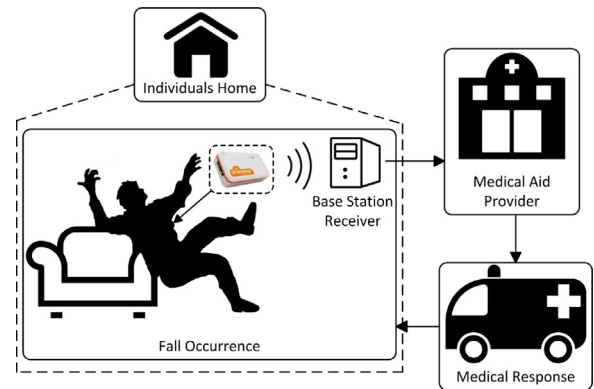 Individuals Home
Base Station
Receiver
Medical Aid
Provider
Fall Occurrence
Medical Response